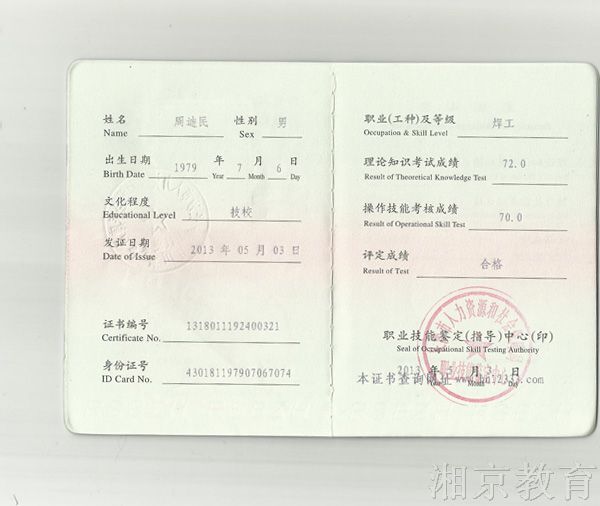 姓名 周迪民 性别 男
Name Sex
出生日期 1979 年 7 月 6 日
Birth Date Year Month Day
文化程度 技校
Educational Level
发证日期 2013 年 05 月 03 日
Date of Issue
证书编号 1318011192400321
Certificate No.
身份证号 430181197907067074
ID Card No.
职业(工种)及等级 焊工
Occupation & Skill Level
理论知识考试成绩 72.0
Result of Theoretical Knowledge Test
操作技能考核成绩 70.0
Result of Operational Skill Test
评定成绩 合格
Result of Test
职业技能鉴定(指导)中心(印)
Seal of Occupational Skill Testing Authority
2013 年 5 月 3 日
本证书查询网址
市人力资源和社会
湘京教育